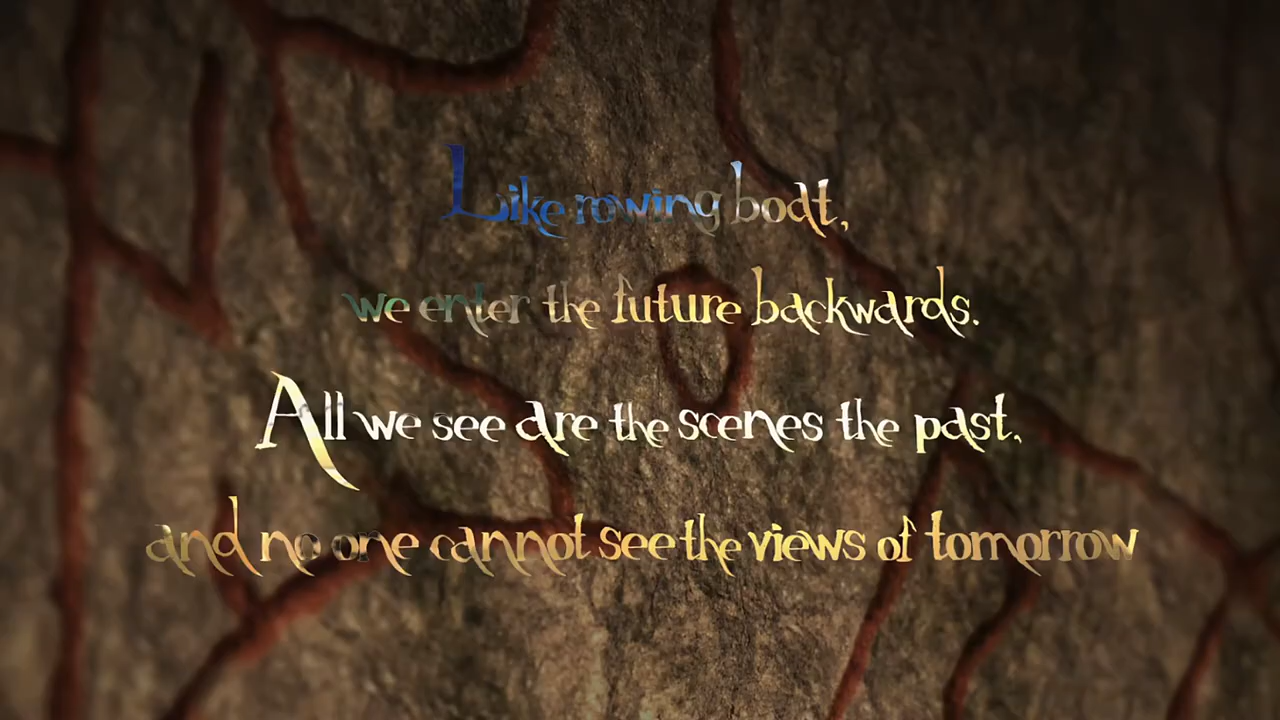 Like rowing boat,
we enter the future backwards.
All we see are the scenes the past,
and no one cannot see the views of tomorrow